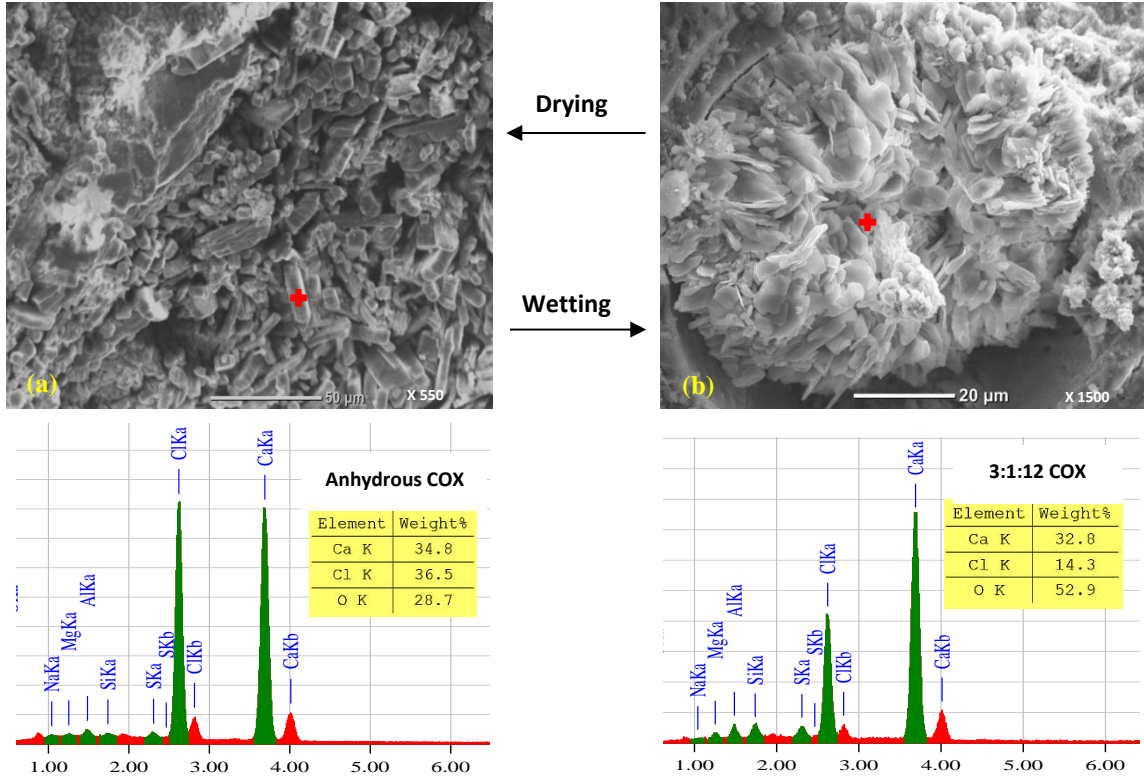 Drying
Wetting
(a)
50 µm
X 550
(b)
20 µm
X 1500
Anhydrous COX
Element Weight%
Ca K 34.8
Cl K 36.5
O K 28.7
NaKa
MgKa
AlKa
SiKa
SKa
SKb
ClKa
ClKb
CaKa
CaKb
1.00 2.00 3.00 4.00 5.00 6.00
3:1:12 COX
Element Weight%
Ca K 32.8
Cl K 14.3
O K 52.9
NaKa
MgKa
AlKa
SiKa
SKa
SKb
ClKa
ClKb
CaKa
CaKb
1.00 2.00 3.00 4.00 5.00 6.00